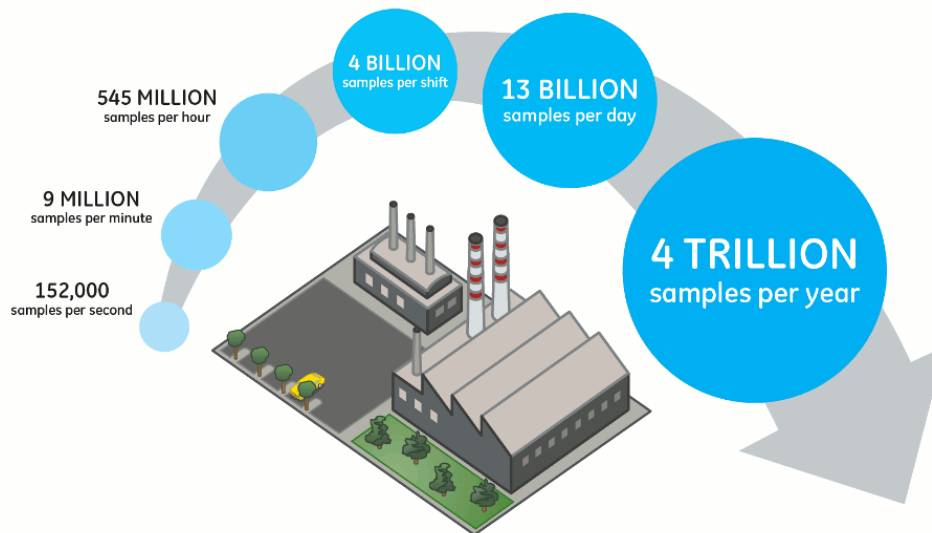 152,000
samples per second
9 MILLION
samples per minute
545 MILLION
samples per hour
4 BILLION
samples per shift
13 BILLION
samples per day
4 TRILLION
samples per year